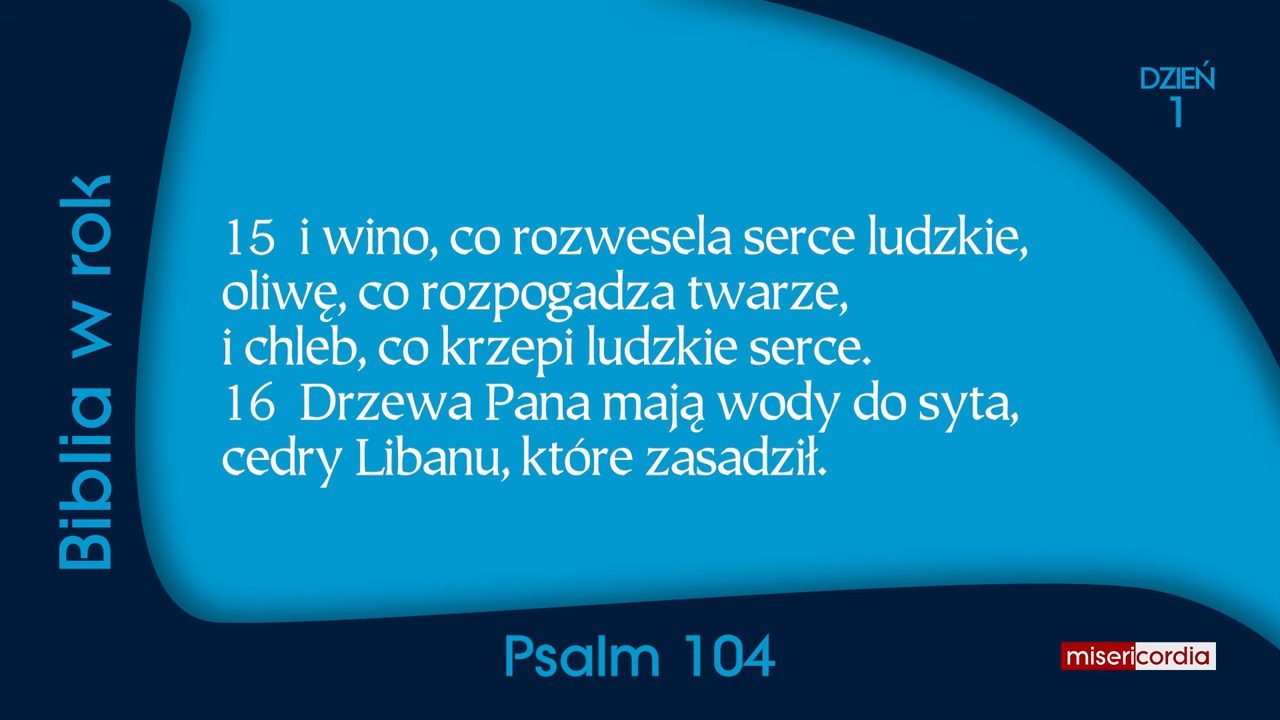 DZIEŃ
1
Biblia w rok
15 i wino, co rozwesela serce ludzkie,
oliwę, co rozpogadza twarze,
i chleb, co krzepi ludzkie serce.
16 Drzewa Pana mają wody do syta,
cedry Libanu, które zasadził.
Psalm 104
misericordia